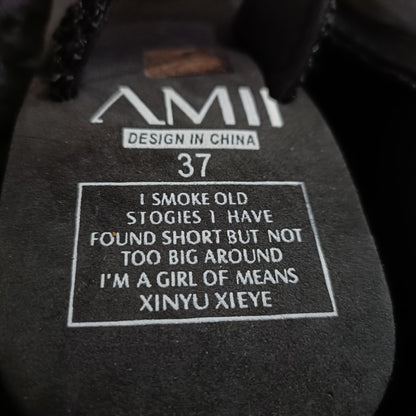 AMII
DESIGN IN CHINA
37
I SMOKE OLD
STOGIES I HAVE
FOUND SHORT BUT NOT
TOO BIG AROUND
I'M A GIRL OF MEANS
XINYU XIEYE